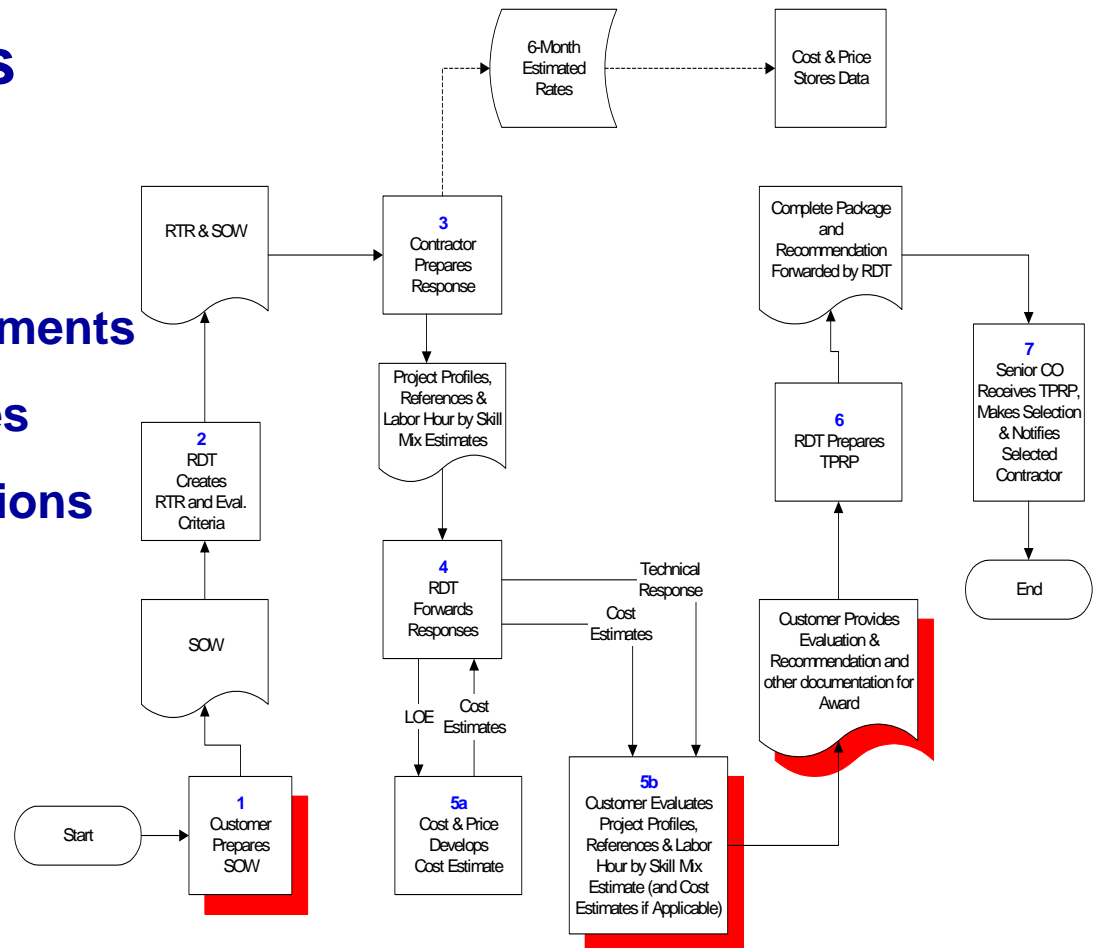 s
6-Month
Estimated
Rates
Cost & Price
Stores Data
RTR & SOW
3
Contractor
Prepares
Response
Complete Package
and
Recommendation
Forwarded by RDT
ements
es
tions
2
RDT
Creates
RTR and Eval.
Criteria
Project Profiles,
References &
Labor Hour by Skill
Mix Estimates
6
RDT Prepares
TPRP
7
Senior CO
Receives TPRP,
Makes Selection
& Notifies
Selected
Contractor
SOW
4
RDT
Forwards
Responses
Technical
Response
Cost
Estimates
Customer Provides
Evaluation &
Recommendation and
other documentation for
Award
End
LOE
Cost
Estimates
Start
1
Customer
Prepares
SOW
5a
Cost & Price
Develops
Cost Estimate
5b
Customer Evaluates
Project Profiles,
References & Labor
Hour by Skill Mix
Estimate (and Cost
Estimates if Applicable)